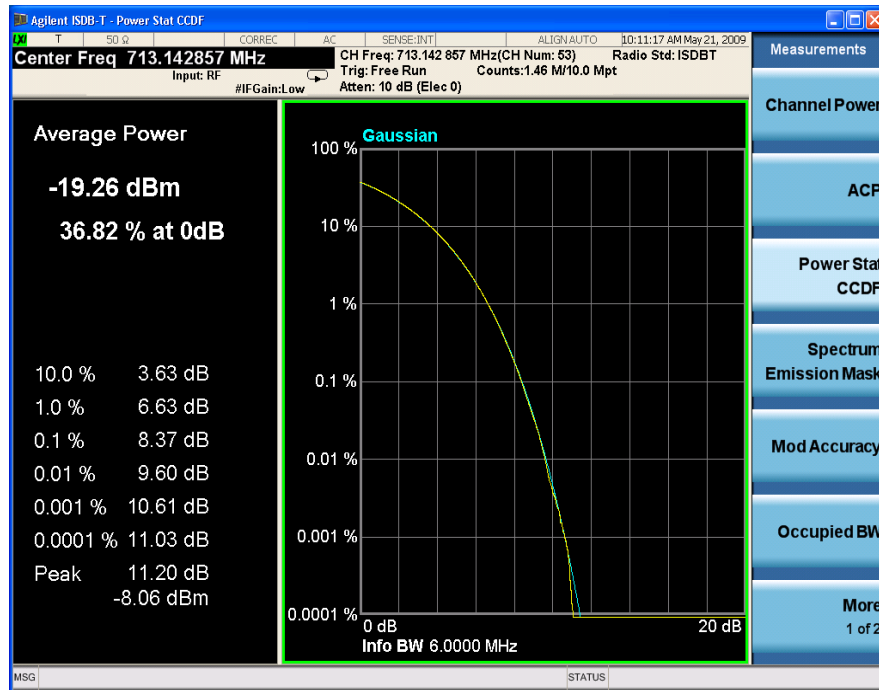 Agilent ISDB-T - Power Stat CCDF
LXI T 50 Ω CORREC AC SENSE:INT ALIGN AUTO 10:11:17 AM May 21, 2009
Center Freq 713.142857 MHz
Input: RF
#IFGain:Low
CH Freq: 713.142 857 MHz(CH Num: 53) Radio Std: ISDBT
Trig: Free Run Counts:1.46 M/10.0 Mpt
Atten: 10 dB (Elec 0)
Average Power
-19.26 dBm
36.82 % at 0dB
10.0 % 3.63 dB
1.0 % 6.63 dB
0.1 % 8.37 dB
0.01 % 9.60 dB
0.001 % 10.61 dB
0.0001 % 11.03 dB
Peak 11.20 dB
-8.06 dBm
Gaussian
100 %
10 %
1 %
0.1 %
0.01 %
0.001 %
0.0001 %
0 dB 20 dB
Info BW 6.0000 MHz
Measurements
Channel Power
ACP
Power Stat
CCDF
Spectrum
Emission Mask
Mod Accuracy
Occupied BW
More
1 of 2
MSG STATUS